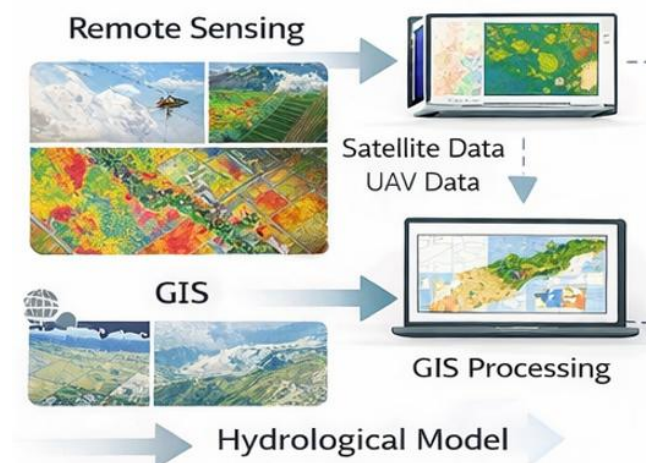 Remote Sensing
Satellite Data
UAV Data
GIS
GIS Processing
Hydrological Model